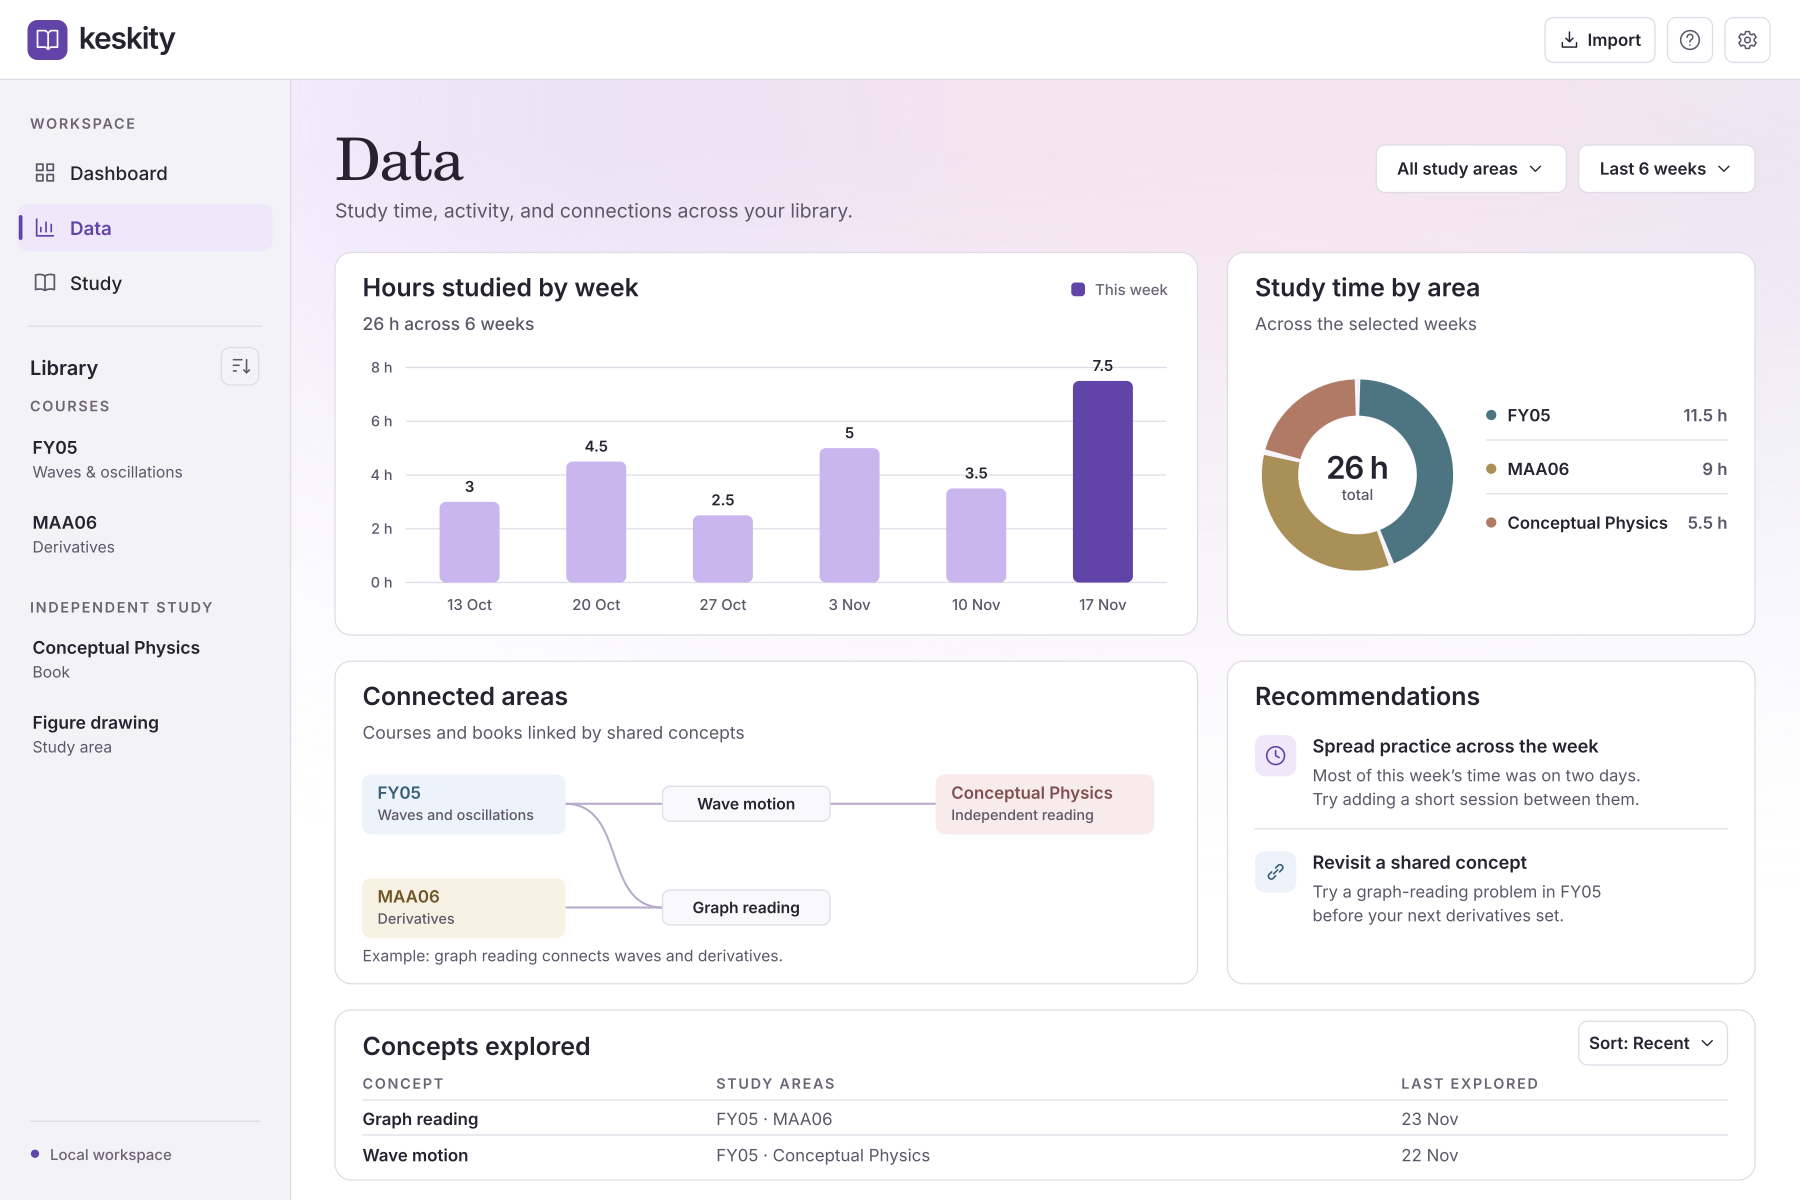 keskity
Import
WORKSPACE
Dashboard
Data
Study
Library
COURSES
FY05
Waves & oscillations
MAA06
Derivatives
INDEPENDENT STUDY
Conceptual Physics
Book
Figure drawing
Study area
Local workspace
Data
Study time, activity, and connections across your library.
All study areas
Last 6 weeks
Hours studied by week
This week
26 h across 6 weeks
8 h
6 h
4 h
2 h
0 h
3
4.5
2.5
5
3.5
7.5
13 Oct
20 Oct
27 Oct
3 Nov
10 Nov
17 Nov
Study time by area
Across the selected weeks
26 h
total
FY05 11.5 h
MAA06 9 h
Conceptual Physics 5.5 h
Connected areas
Courses and books linked by shared concepts
FY05
Waves and oscillations
Wave motion
Conceptual Physics
Independent reading
MAA06
Derivatives
Graph reading
Example: graph reading connects waves and derivatives.
Recommendations
Spread practice across the week
Most of this week’s time was on two days.
Try adding a short session between them.
Revisit a shared concept
Try a graph-reading problem in FY05
before your next derivatives set.
Concepts explored
Sort: Recent
CONCEPT STUDY AREAS LAST EXPLORED
Graph reading FY05 · MAA06 23 Nov
Wave motion FY05 · Conceptual Physics 22 Nov